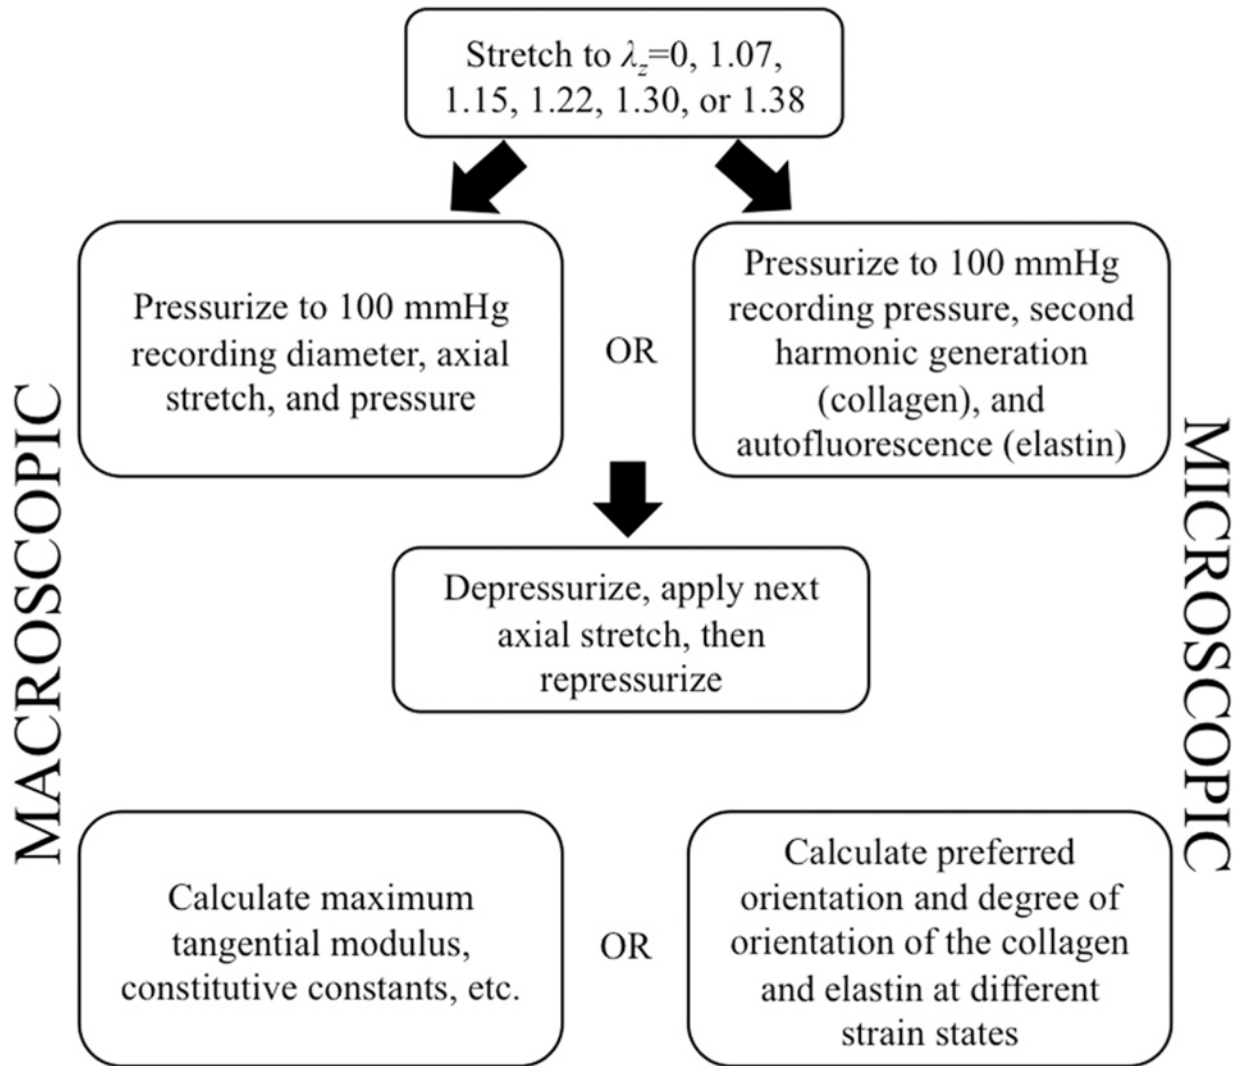 Stretch to λz=0, 1.07,
1.15, 1.22, 1.30, or 1.38
Pressurize to 100 mmHg
recording diameter, axial
stretch, and pressure
OR
Pressurize to 100 mmHg
recording pressure, second
harmonic generation
(collagen), and
autofluorescence (elastin)
MACROSCOPIC
MICROSCOPIC
Depressurize, apply next
axial stretch, then
repressurize
Calculate maximum
tangential modulus,
constitutive constants, etc.
OR
Calculate preferred
orientation and degree of
orientation of the collagen
and elastin at different
strain states